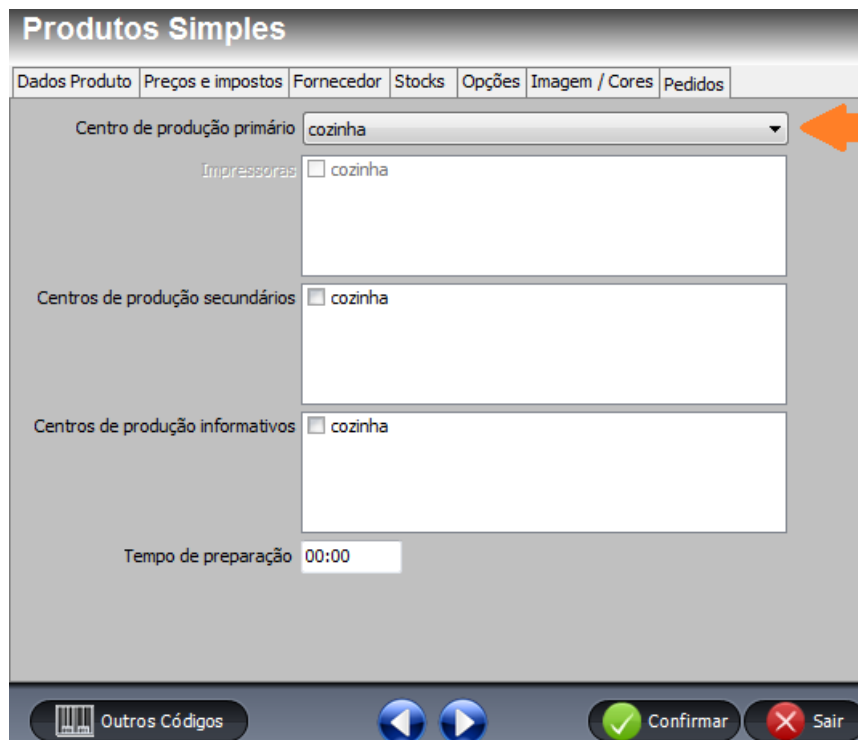 Produtos Simples
Dados Produto Preços e impostos Fornecedor Stocks Opções Imagem / Cores Pedidos
Centro de produção primário cozinha
Impressoras cozinha
Centros de produção secundários cozinha
Centros de produção informativos cozinha
Tempo de preparação 00:00
Outros Códigos Confirmar Sair